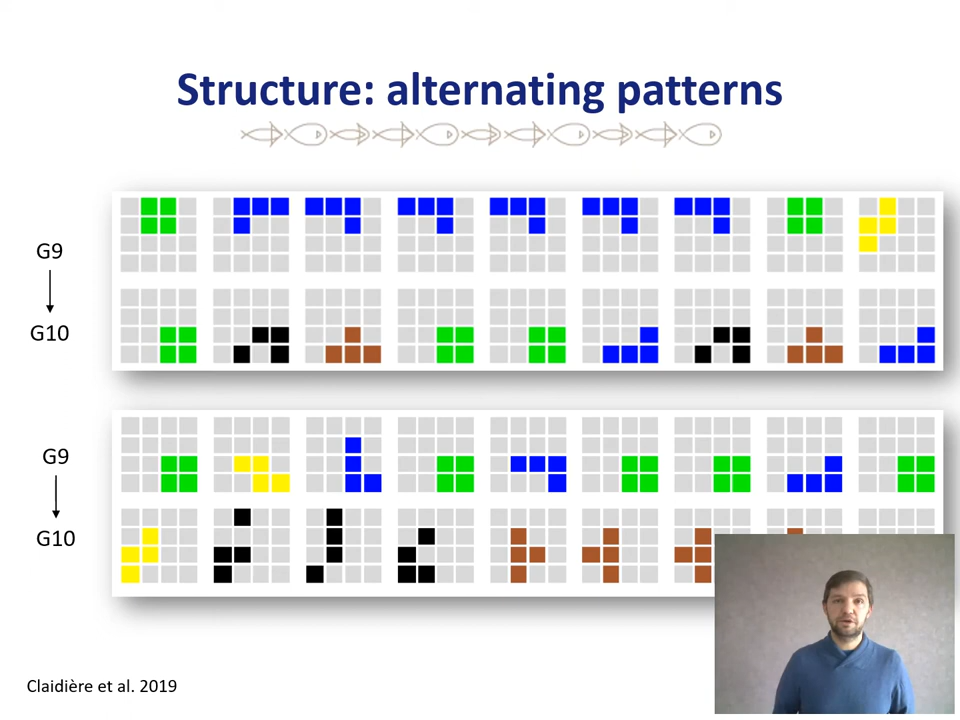 Structure: alternating patterns
G9
G10
G9
G10
Claidière et al. 2019